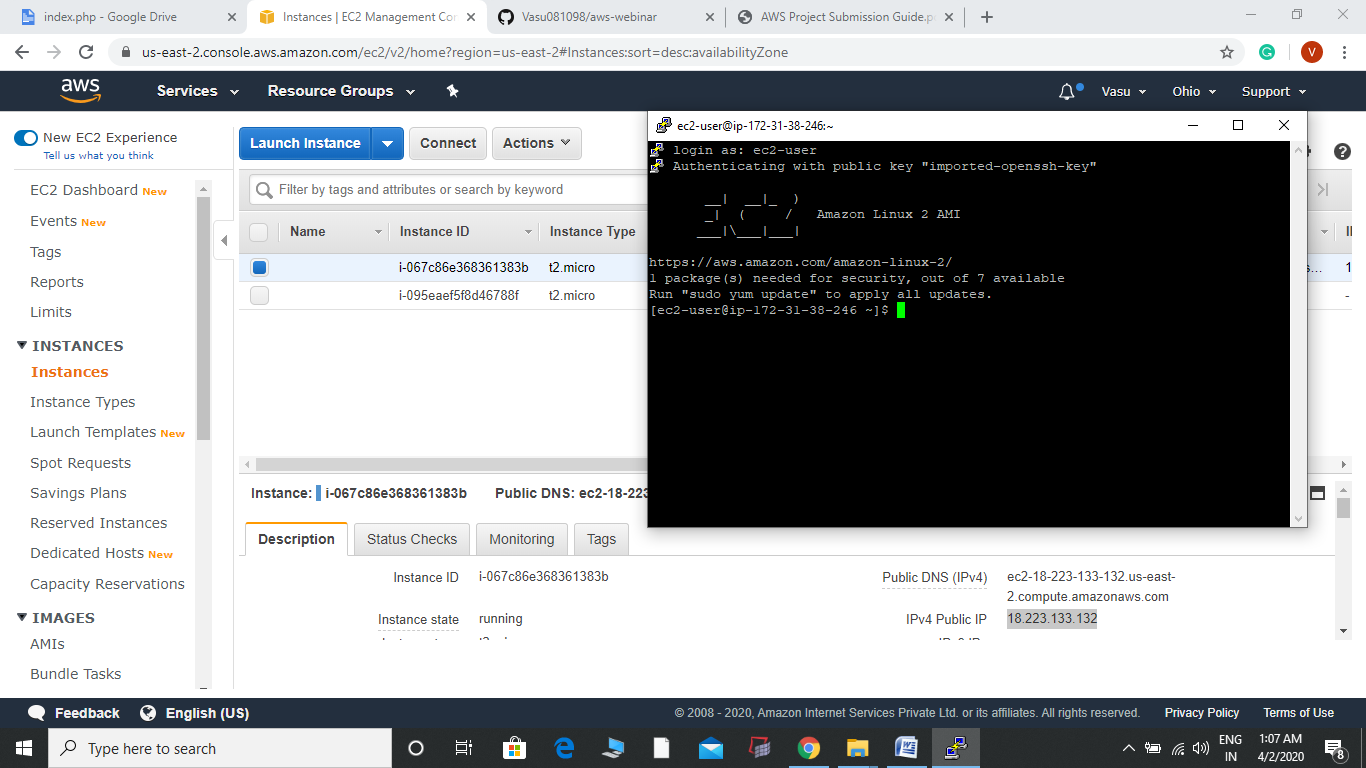 index.php - Google Drive
Instances | EC2 Management Con
Vasu081098/aws-webinar
AWS Project Submission Guide.p
us-east-2.console.aws.amazon.com/ec2/v2/home?region=us-east-2#Instances:sort=desc:availabilityZone
V
aws
Services
Resource Groups
Vasu
Ohio
Support
New EC2 Experience
Tell us what you think
EC2 Dashboard New
Events New
Tags
Reports
Limits
INSTANCES
Instances
Instance Types
Launch Templates New
Spot Requests
Savings Plans
Reserved Instances
Dedicated Hosts New
Capacity Reservations
IMAGES
AMIs
Bundle Tasks
Launch Instance
Connect
Actions
Filter by tags and attributes or search by keyword
Name
Instance ID
Instance Type
i-067c86e368361383b
t2.micro
s...
1
i-095eaef5f8d46788f
t2.micro
-
ec2-user@ip-172-31-38-246:~
login as: ec2-user
Authenticating with public key "imported-openssh-key"
       __|  __|_  )
       _|  (     /   Amazon Linux 2 AMI
      ___|\___|___|
https://aws.amazon.com/amazon-linux-2/
1 package(s) needed for security, out of 7 available
Run "sudo yum update" to apply all updates.
[ec2-user@ip-172-31-38-246 ~]$
Instance: i-067c86e368361383b
Public DNS: ec2-18-223
Description
Status Checks
Monitoring
Tags
Instance ID
i-067c86e368361383b
Public DNS (IPv4)
ec2-18-223-133-132.us-east-
2.compute.amazonaws.com
Instance state
running
IPv4 Public IP
18.223.133.132
Feedback
English (US)
© 2008 - 2020, Amazon Internet Services Private Ltd. or its affiliates. All rights reserved.
Privacy Policy
Terms of Use
Type here to search
ENG
IN
1:07 AM
4/2/2020
8